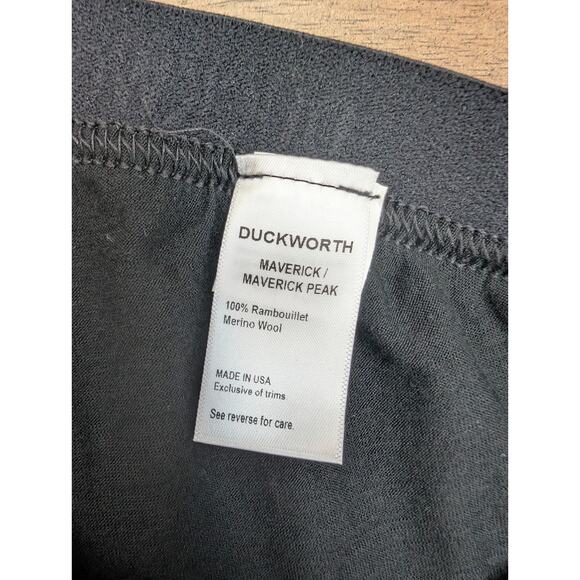 DUCKWORTH
MAVERICK /
MAVERICK PEAK
100% Rambouillet
Merino Wool
MADE IN USA
Exclusive of trims
See reverse for care.